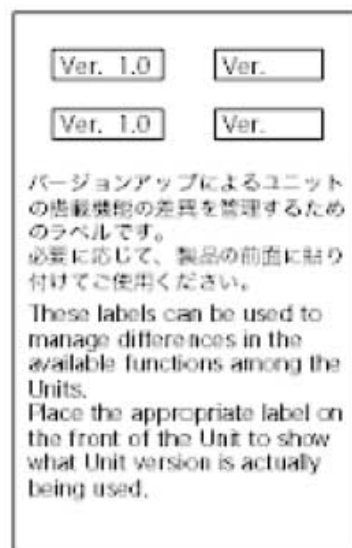 Ver. 1.0 Ver.
Ver. 1.0 Ver.
バージョンアップによるユニット
の搭載機能の差異を管理するため
のラベルです。
必要に応じて、製品の前面に貼り
付けてご使用ください。
These labels can be used to
manage differences in the
available functions among the
Units.
Place the appropriate label on
the front of the Unit to show
what Unit version is actually
being used.